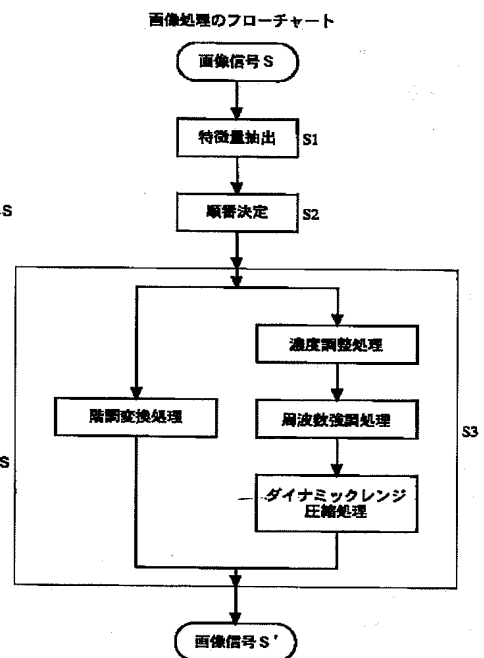 画像処理のフローチャート
画像信号S
特徴量抽出 S1
順番決定 S2
S
濃度調整処理
階調変換処理
周波数強調処理
S3
S
ダイナミックレンジ
圧縮処理
画像信号S'